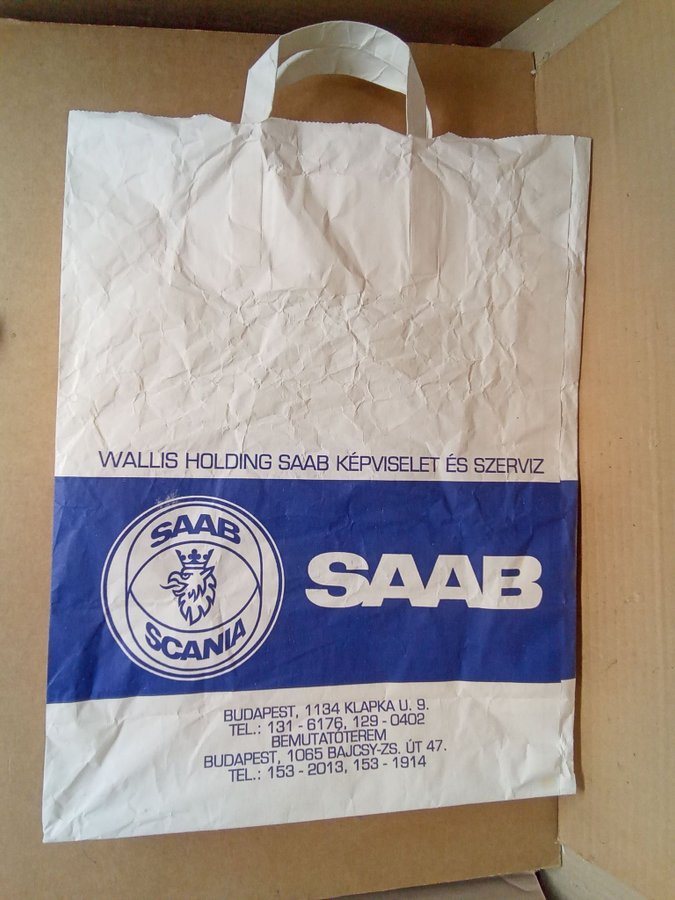 WALLIS HOLDING SAAB KÉPVISELET ÉS SZERVIZ
SAAB
SCANIA
SAAB
BUDAPEST, 1134 KLAPKA U. 9.
TEL.: 131 - 6176, 129 - 0402
BEMUTATÓTEREM
BUDAPEST, 1065 BAJCSY-ZS. ÚT 47.
TEL.: 153 - 2013, 153 - 1914